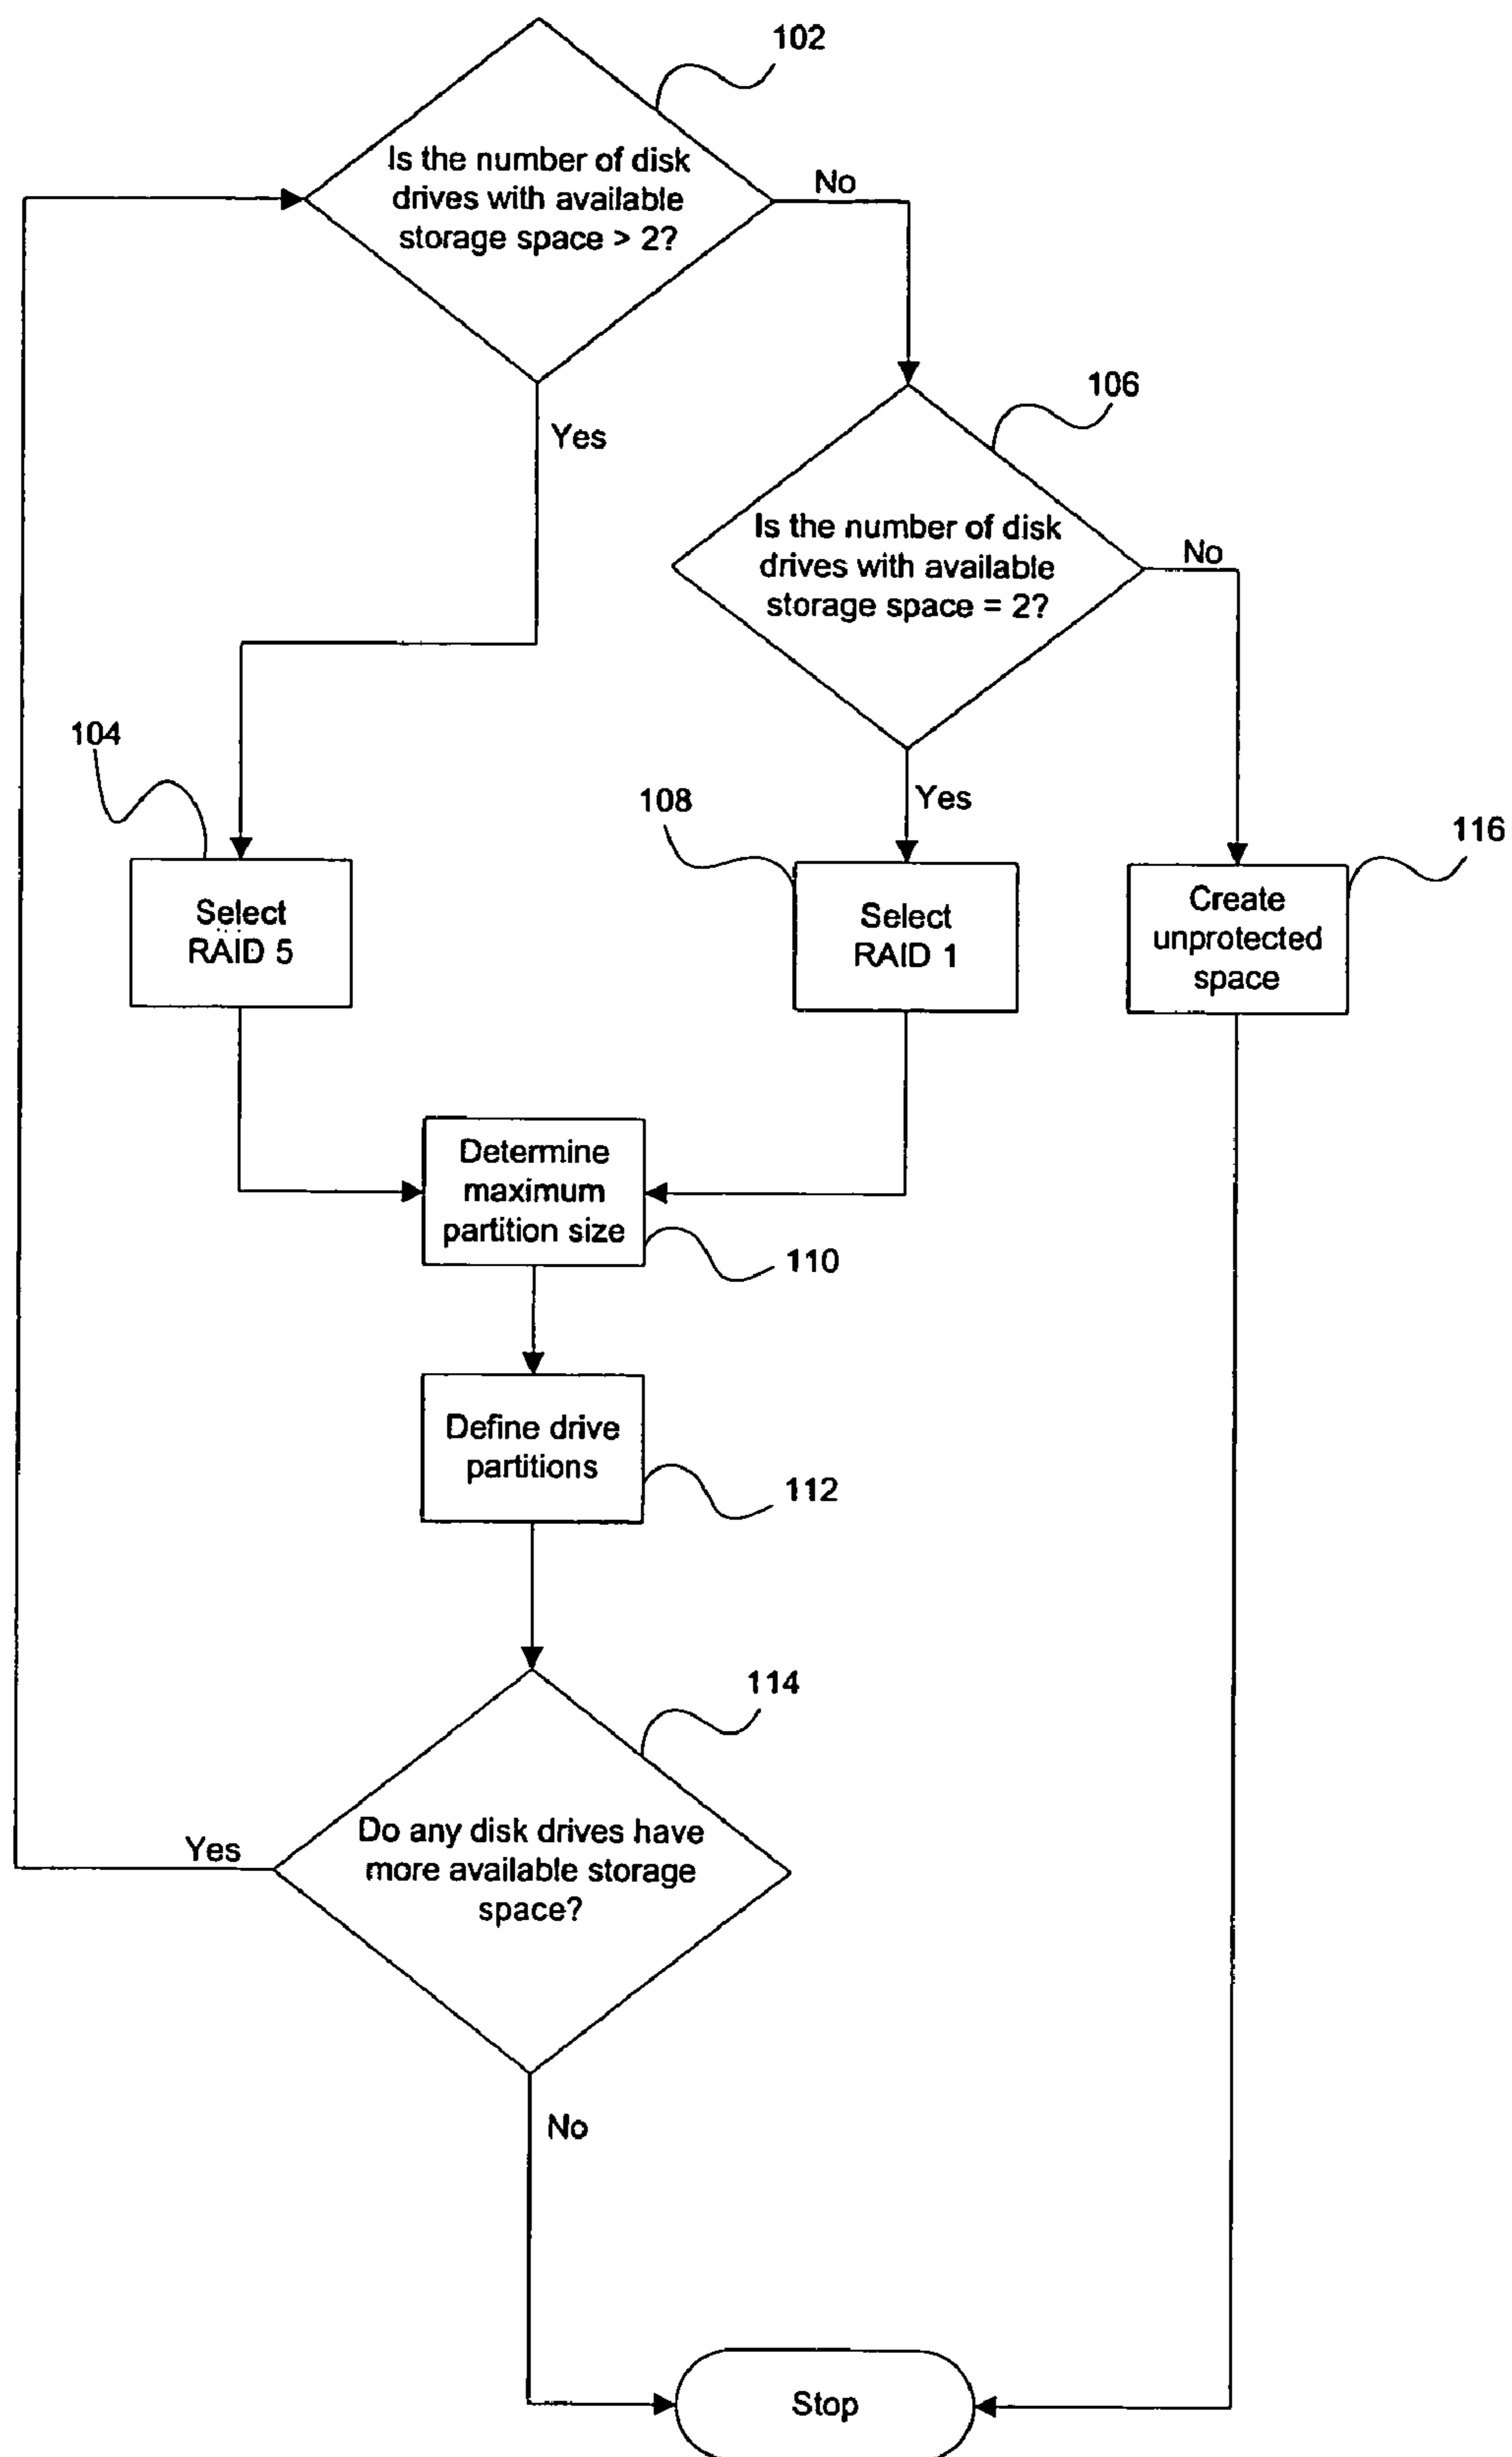 102
Is the number of disk
drives with available
storage space > 2?
No
Yes
106
Is the number of disk
drives with available
storage space = 2?
No
Yes
104
Select
RAID 5
108
Select
RAID 1
116
Create
unprotected
space
Determine
maximum
partition size
110
Define drive
partitions
112
114
Do any disk drives have
more available storage
space?
Yes
No
Stop